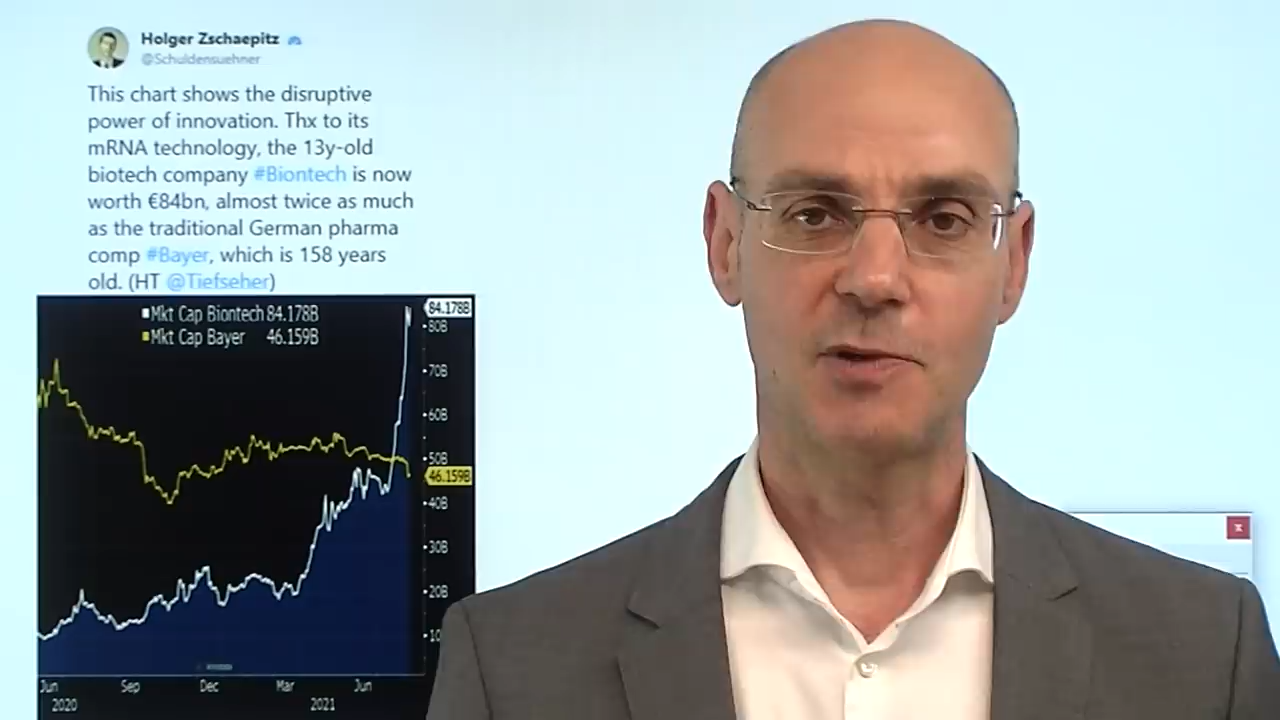 Holger Zschaepitz
@Schuldensuehner
This chart shows the disruptive
power of innovation. Thx to its
mRNA technology, the 13y-old
biotech company #Biontech is now
worth €84bn, almost twice as much
as the traditional German pharma
comp #Bayer, which is 158 years
old. (HT @Tiefseher)
Mkt Cap Biontech 84.178B
Mkt Cap Bayer 46.159B
84.178B
80B
70B
60B
50B
46.159B
40B
30B
20B
10
Jun Sep Dec Mar Jun
2020 2021
x